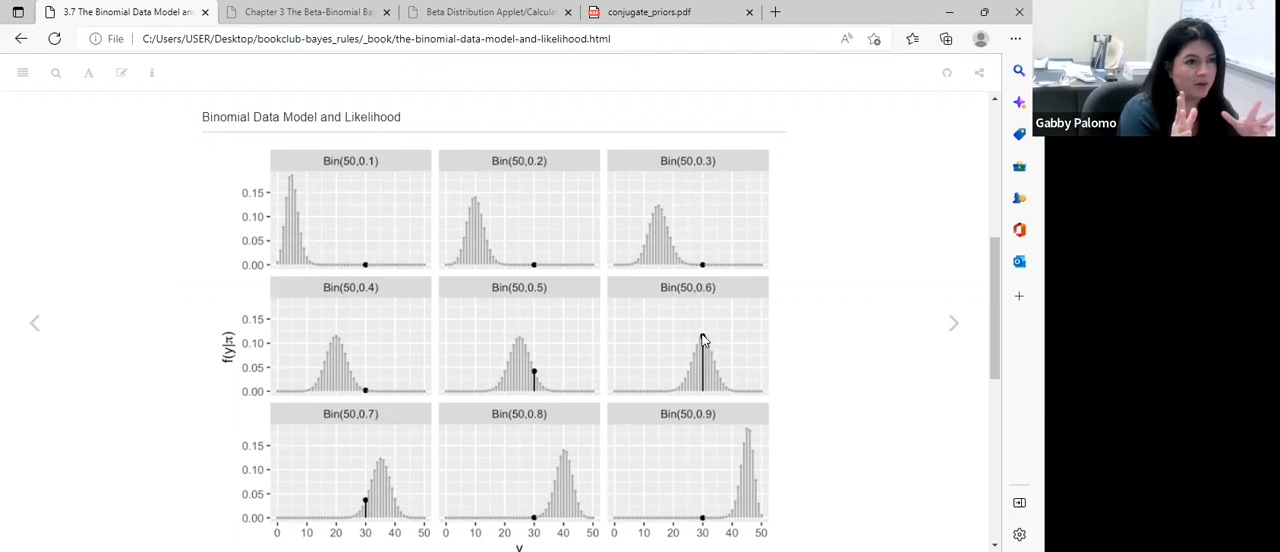 3.7 The Binomial Data Model and
Chapter 3 The Beta-Binomial Ba
Beta Distribution Applet/Calcula
conjugate_priors.pdf
File
C:/Users/USER/Desktop/bookclub-bayes_rules/_book/the-binomial-data-model-and-likelihood.html
Gabby Palomo
Binomial Data Model and Likelihood
Bin(50,0.1) Bin(50,0.2) Bin(50,0.3)
0.15
0.10
0.05
0.00
Bin(50,0.4) Bin(50,0.5) Bin(50,0.6)
0.15
0.10
0.05
0.00
f(y|π)
Bin(50,0.7) Bin(50,0.8) Bin(50,0.9)
0.15
0.10
0.05
0.00
0 10 20 30 40 50 0 10 20 30 40 50 0 10 20 30 40 50
y